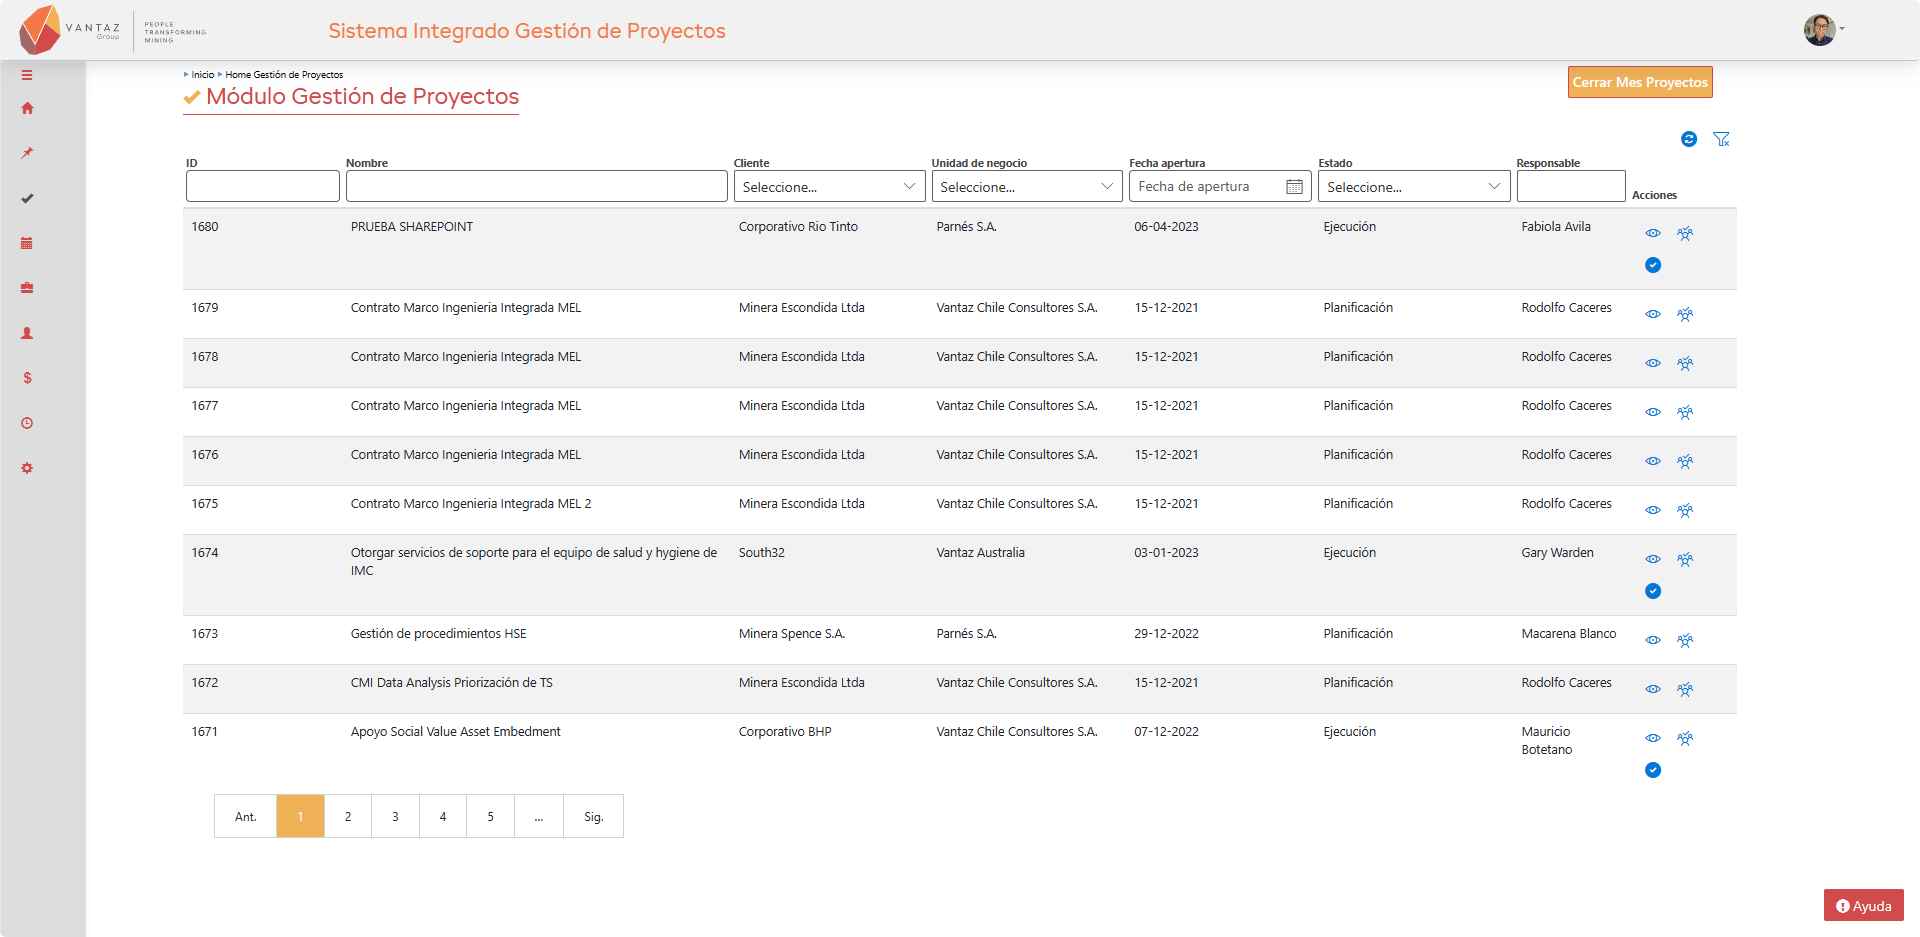 VANTAZ
Group
PEOPLE
TRANSFORMING
MINING
Sistema Integrado Gestión de Proyectos
Inicio Home Gestión de Proyectos
Módulo Gestión de Proyectos
Cerrar Mes Proyectos
ID Nombre Cliente Unidad de negocio Fecha apertura Estado Responsable
Seleccione... Seleccione... Fecha de apertura Seleccione...
Acciones
1680 PRUEBA SHAREPOINT Corporativo Rio Tinto Parnés S.A. 06-04-2023 Ejecución Fabiola Avila
1679 Contrato Marco Ingenieria Integrada MEL Minera Escondida Ltda Vantaz Chile Consultores S.A. 15-12-2021 Planificación Rodolfo Caceres
1678 Contrato Marco Ingenieria Integrada MEL Minera Escondida Ltda Vantaz Chile Consultores S.A. 15-12-2021 Planificación Rodolfo Caceres
1677 Contrato Marco Ingenieria Integrada MEL Minera Escondida Ltda Vantaz Chile Consultores S.A. 15-12-2021 Planificación Rodolfo Caceres
1676 Contrato Marco Ingenieria Integrada MEL Minera Escondida Ltda Vantaz Chile Consultores S.A. 15-12-2021 Planificación Rodolfo Caceres
1675 Contrato Marco Ingenieria Integrada MEL 2 Minera Escondida Ltda Vantaz Chile Consultores S.A. 15-12-2021 Planificación Rodolfo Caceres
1674 Otorgar servicios de soporte para el equipo de salud y hygiene de South32 Vantaz Australia 03-01-2023 Ejecución Gary Warden
IMC
1673 Gestión de procedimientos HSE Minera Spence S.A. Parnés S.A. 29-12-2022 Planificación Macarena Blanco
1672 CMI Data Analysis Priorización de TS Minera Escondida Ltda Vantaz Chile Consultores S.A. 15-12-2021 Planificación Rodolfo Caceres
1671 Apoyo Social Value Asset Embedment Corporativo BHP Vantaz Chile Consultores S.A. 07-12-2022 Ejecución Mauricio
Botetano
Ant. 1 2 3 4 5 ... Sig.
Ayuda